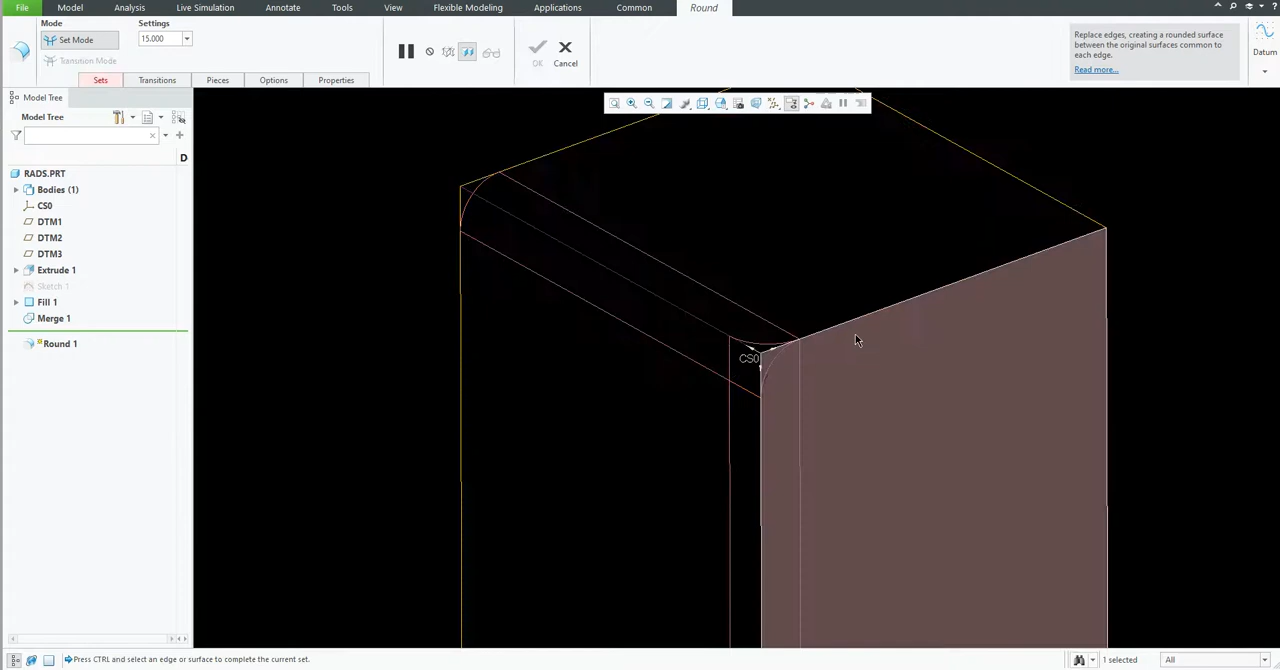 File Model Analysis Live Simulation Annotate Tools View Flexible Modeling Applications Common Round
Mode Settings
Set Mode 15.000
Transition Mode
OK Cancel
Replace edges, creating a rounded surface
between the original surfaces common to
each edge.
Read more...
Datum
Sets Transitions Pieces Options Properties
Model Tree
Model Tree
D
RADS.PRT
Bodies (1)
CS0
DTM1
DTM2
DTM3
Extrude 1
Sketch 1
Fill 1
Merge 1
Round 1
CS0
Press CTRL and select an edge or surface to complete the current set.
1 selected All